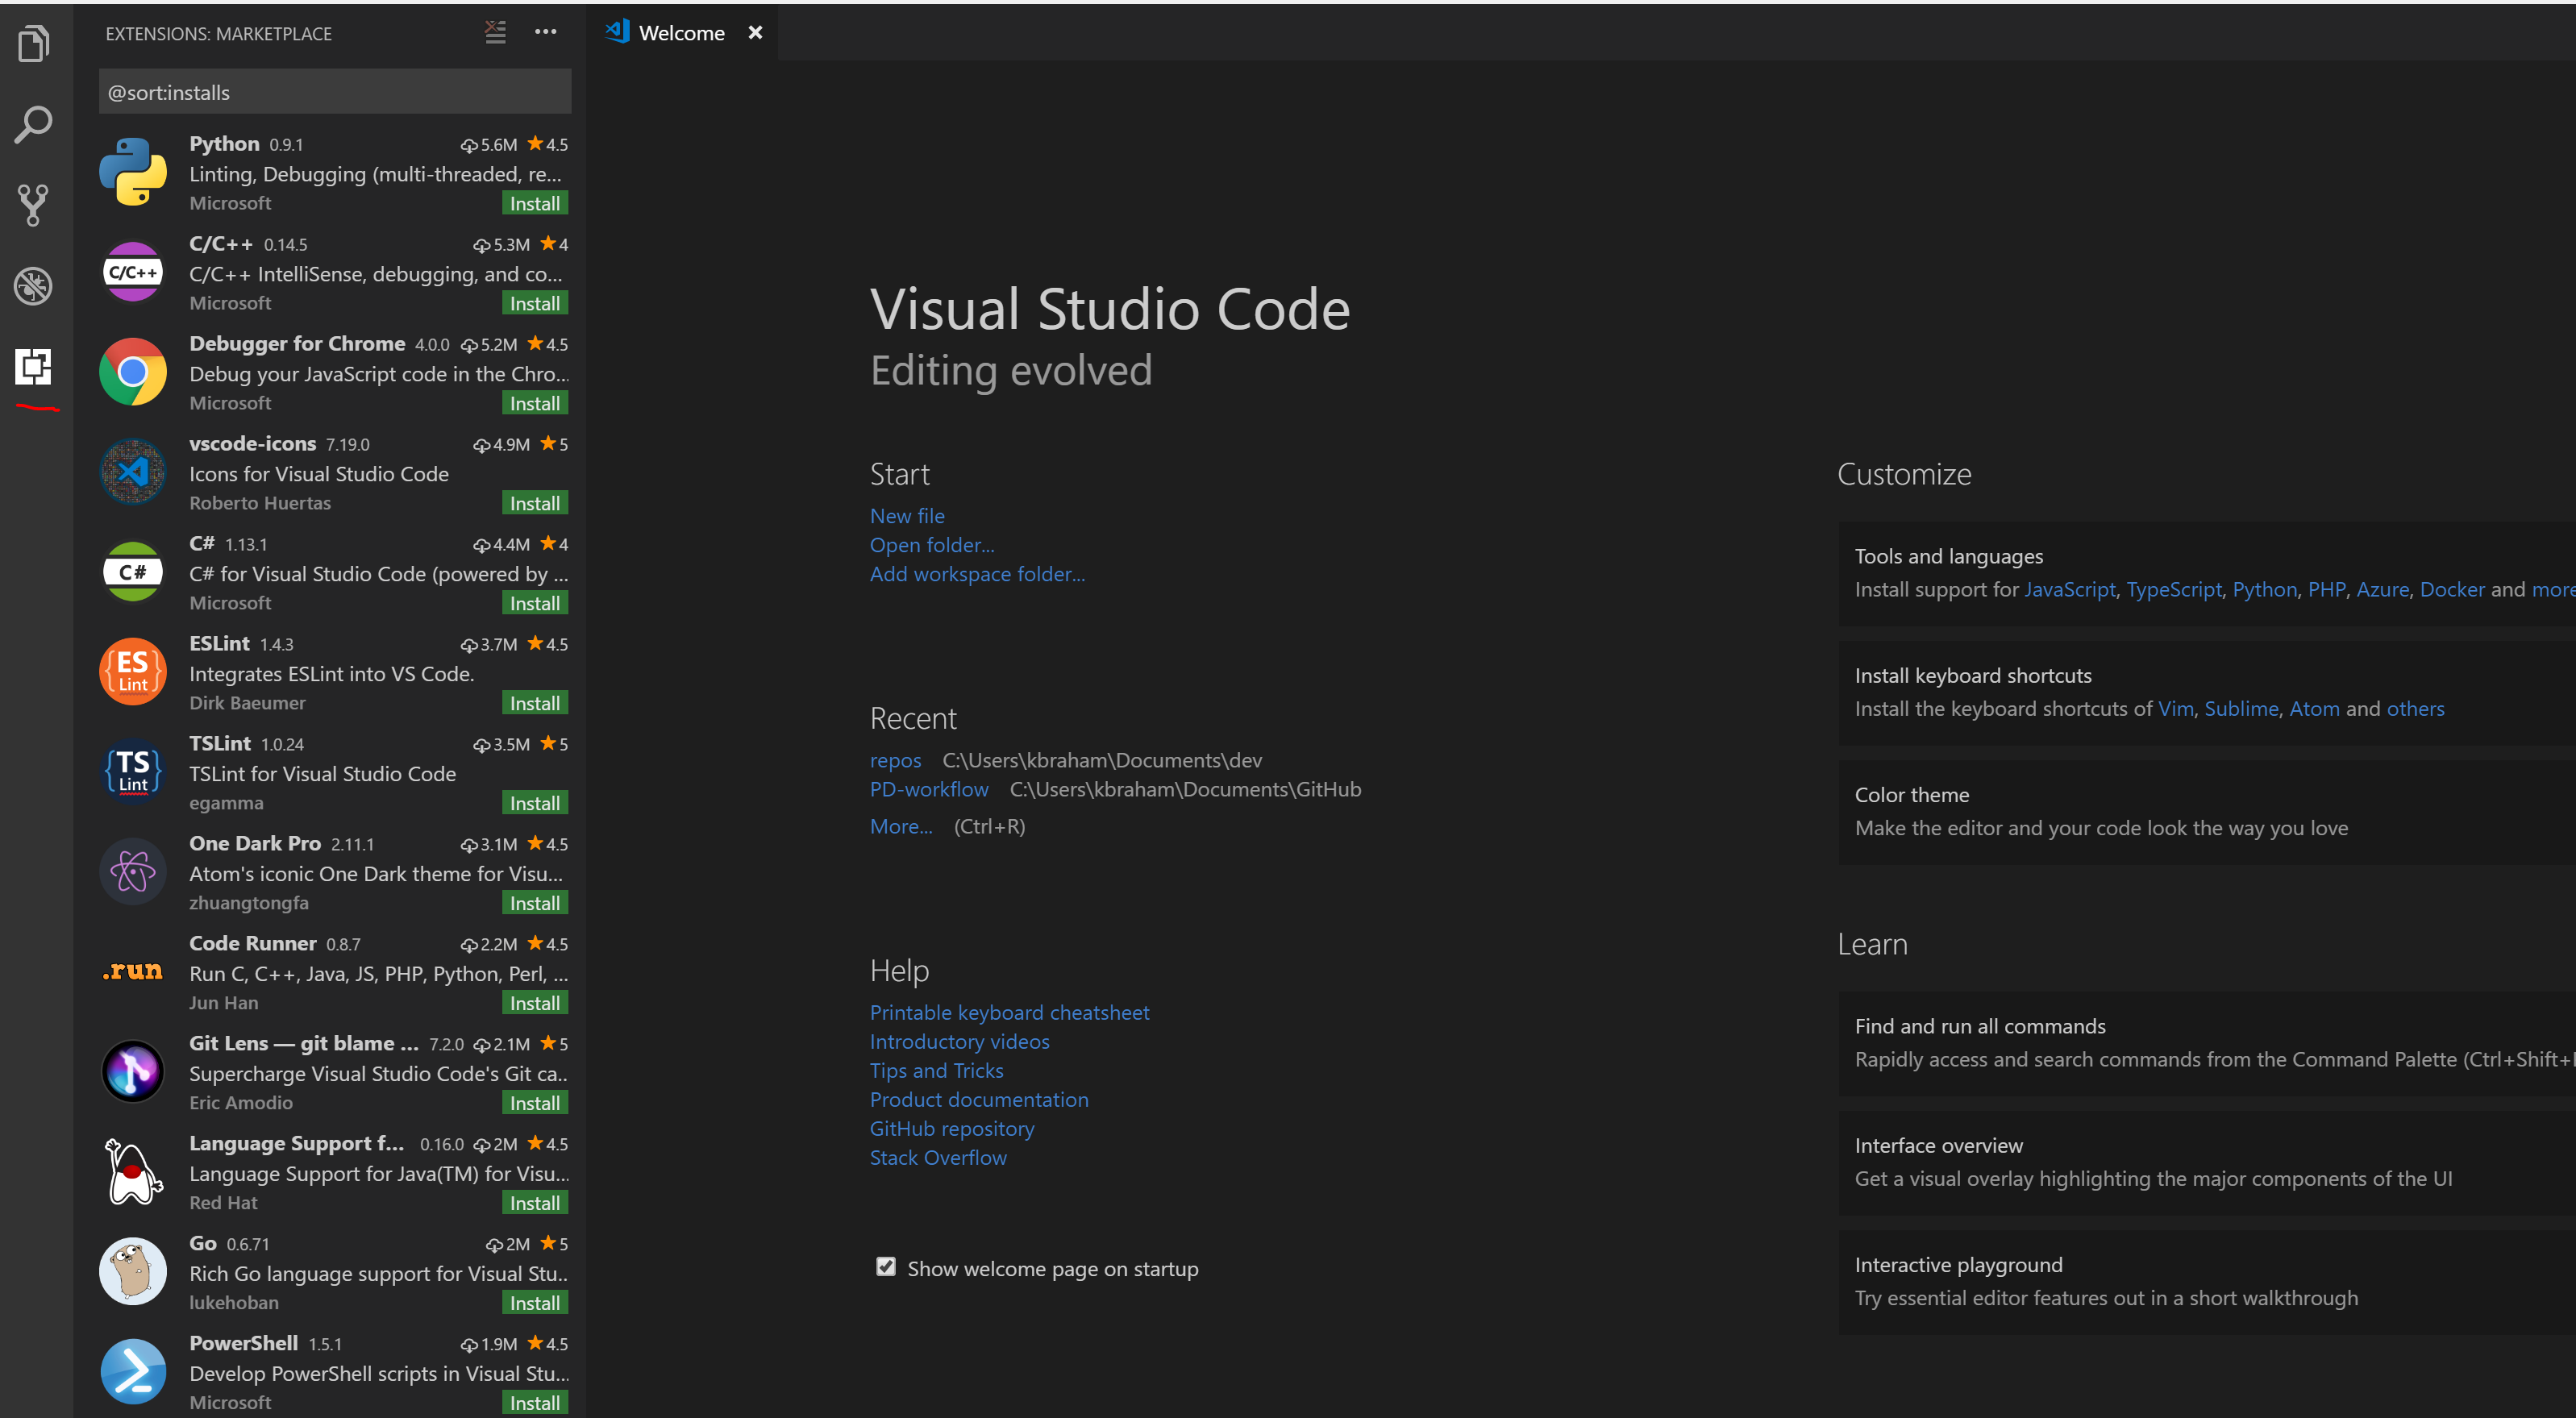 EXTENSIONS: MARKETPLACE
@sort:installs
Python 0.9.1 5.6M ★ 4.5
Linting, Debugging (multi-threaded, re...
Microsoft Install
C/C++
C/C++ 0.14.5 5.3M ★ 4
C/C++ IntelliSense, debugging, and co...
Microsoft Install
Debugger for Chrome 4.0.0 5.2M ★ 4.5
Debug your JavaScript code in the Chro...
Microsoft Install
vscode-icons 7.19.0 4.9M ★ 5
Icons for Visual Studio Code
Roberto Huertas Install
C#
C# 1.13.1 4.4M ★ 4
C# for Visual Studio Code (powered by ...
Microsoft Install
{ES}
Lint
ESLint 1.4.3 3.7M ★ 4.5
Integrates ESLint into VS Code.
Dirk Baeumer Install
{TS}
Lint
TSLint 1.0.24 3.5M ★ 5
TSLint for Visual Studio Code
egamma Install
One Dark Pro 2.11.1 3.1M ★ 4.5
Atom's iconic One Dark theme for Visu...
zhuangtongfa Install
.run
Code Runner 0.8.7 2.2M ★ 4.5
Run C, C++, Java, JS, PHP, Python, Perl, ...
Jun Han Install
Git Lens — git blame ... 7.2.0 2.1M ★ 5
Supercharge Visual Studio Code's Git ca...
Eric Amodio Install
Language Support f... 0.16.0 2M ★ 4.5
Language Support for Java(TM) for Visu...
Red Hat Install
Go 0.6.71 2M ★ 5
Rich Go language support for Visual Stu...
lukehoban Install
PowerShell 1.5.1 1.9M ★ 4.5
Develop PowerShell scripts in Visual Stu...
Microsoft Install
Welcome
Visual Studio Code
Editing evolved
Start
New file
Open folder...
Add workspace folder...
Recent
repos C:\Users\kbraham\Documents\dev
PD-workflow C:\Users\kbraham\Documents\GitHub
More... (Ctrl+R)
Help
Printable keyboard cheatsheet
Introductory videos
Tips and Tricks
Product documentation
GitHub repository
Stack Overflow
Show welcome page on startup
Customize
Tools and languages
Install support for JavaScript, TypeScript, Python, PHP, Azure, Docker and more
Install keyboard shortcuts
Install the keyboard shortcuts of Vim, Sublime, Atom and others
Color theme
Make the editor and your code look the way you love
Learn
Find and run all commands
Rapidly access and search commands from the Command Palette (Ctrl+Shift+
Interface overview
Get a visual overlay highlighting the major components of the UI
Interactive playground
Try essential editor features out in a short walkthrough